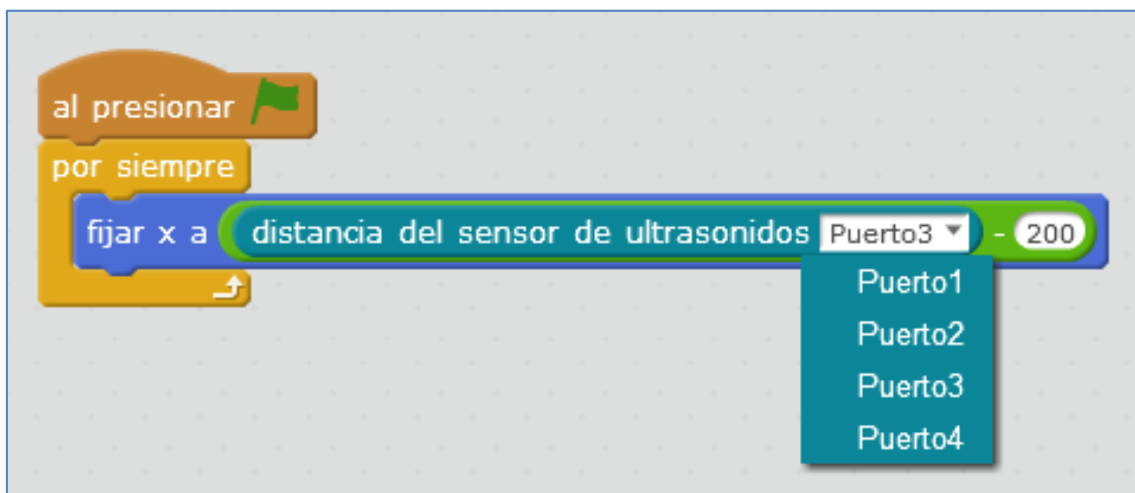 al presionar
por siempre
fijar x a distancia del sensor de ultrasonidos Puerto3 - 200
Puerto1
Puerto2
Puerto3
Puerto4